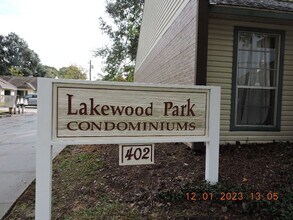 Lakewood Park
CONDOMINIUMS
402
12/01/2023 13:05